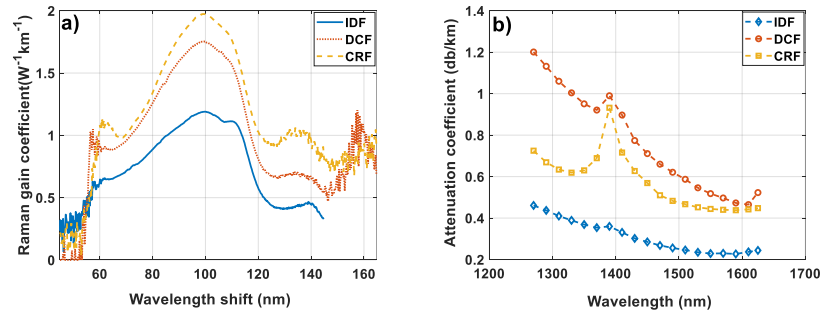 a)
IDF
DCF
CRF
Raman gain coefficient(W⁻¹km⁻¹)
2
1.5
1
0.5
0
60 80 100 120 140 160
Wavelength shift (nm)
b)
IDF
DCF
CRF
Attenuation coefficient (db/km)
1.4
1.2
1
0.8
0.6
0.4
0.2
1200 1300 1400 1500 1600 1700
Wavelength (nm)